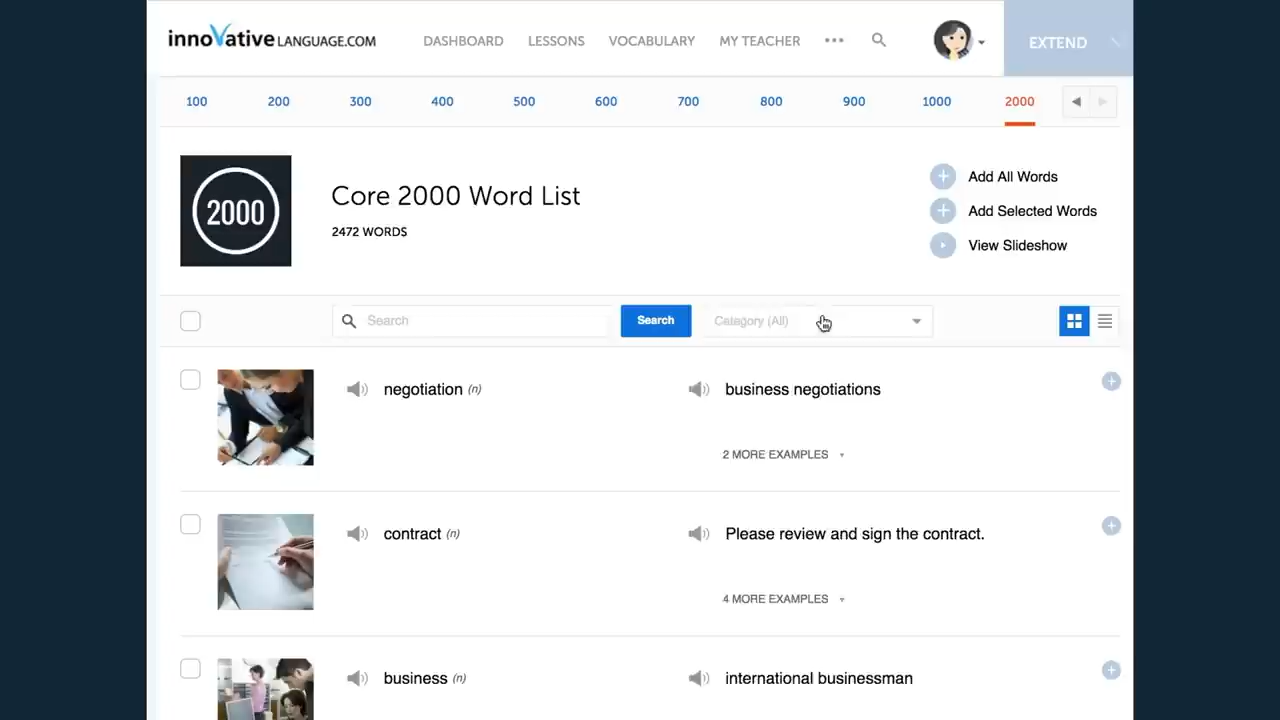 innoVative LANGUAGE.COM DASHBOARD LESSONS VOCABULARY MY TEACHER ••• EXTEND
100 200 300 400 500 600 700 800 900 1000 2000
2000
Core 2000 Word List
2472 WORDS
Add All Words
Add Selected Words
View Slideshow
Search Search Category (All)
negotiation (n) business negotiations
2 MORE EXAMPLES
contract (n) Please review and sign the contract.
4 MORE EXAMPLES
business (n) international businessman